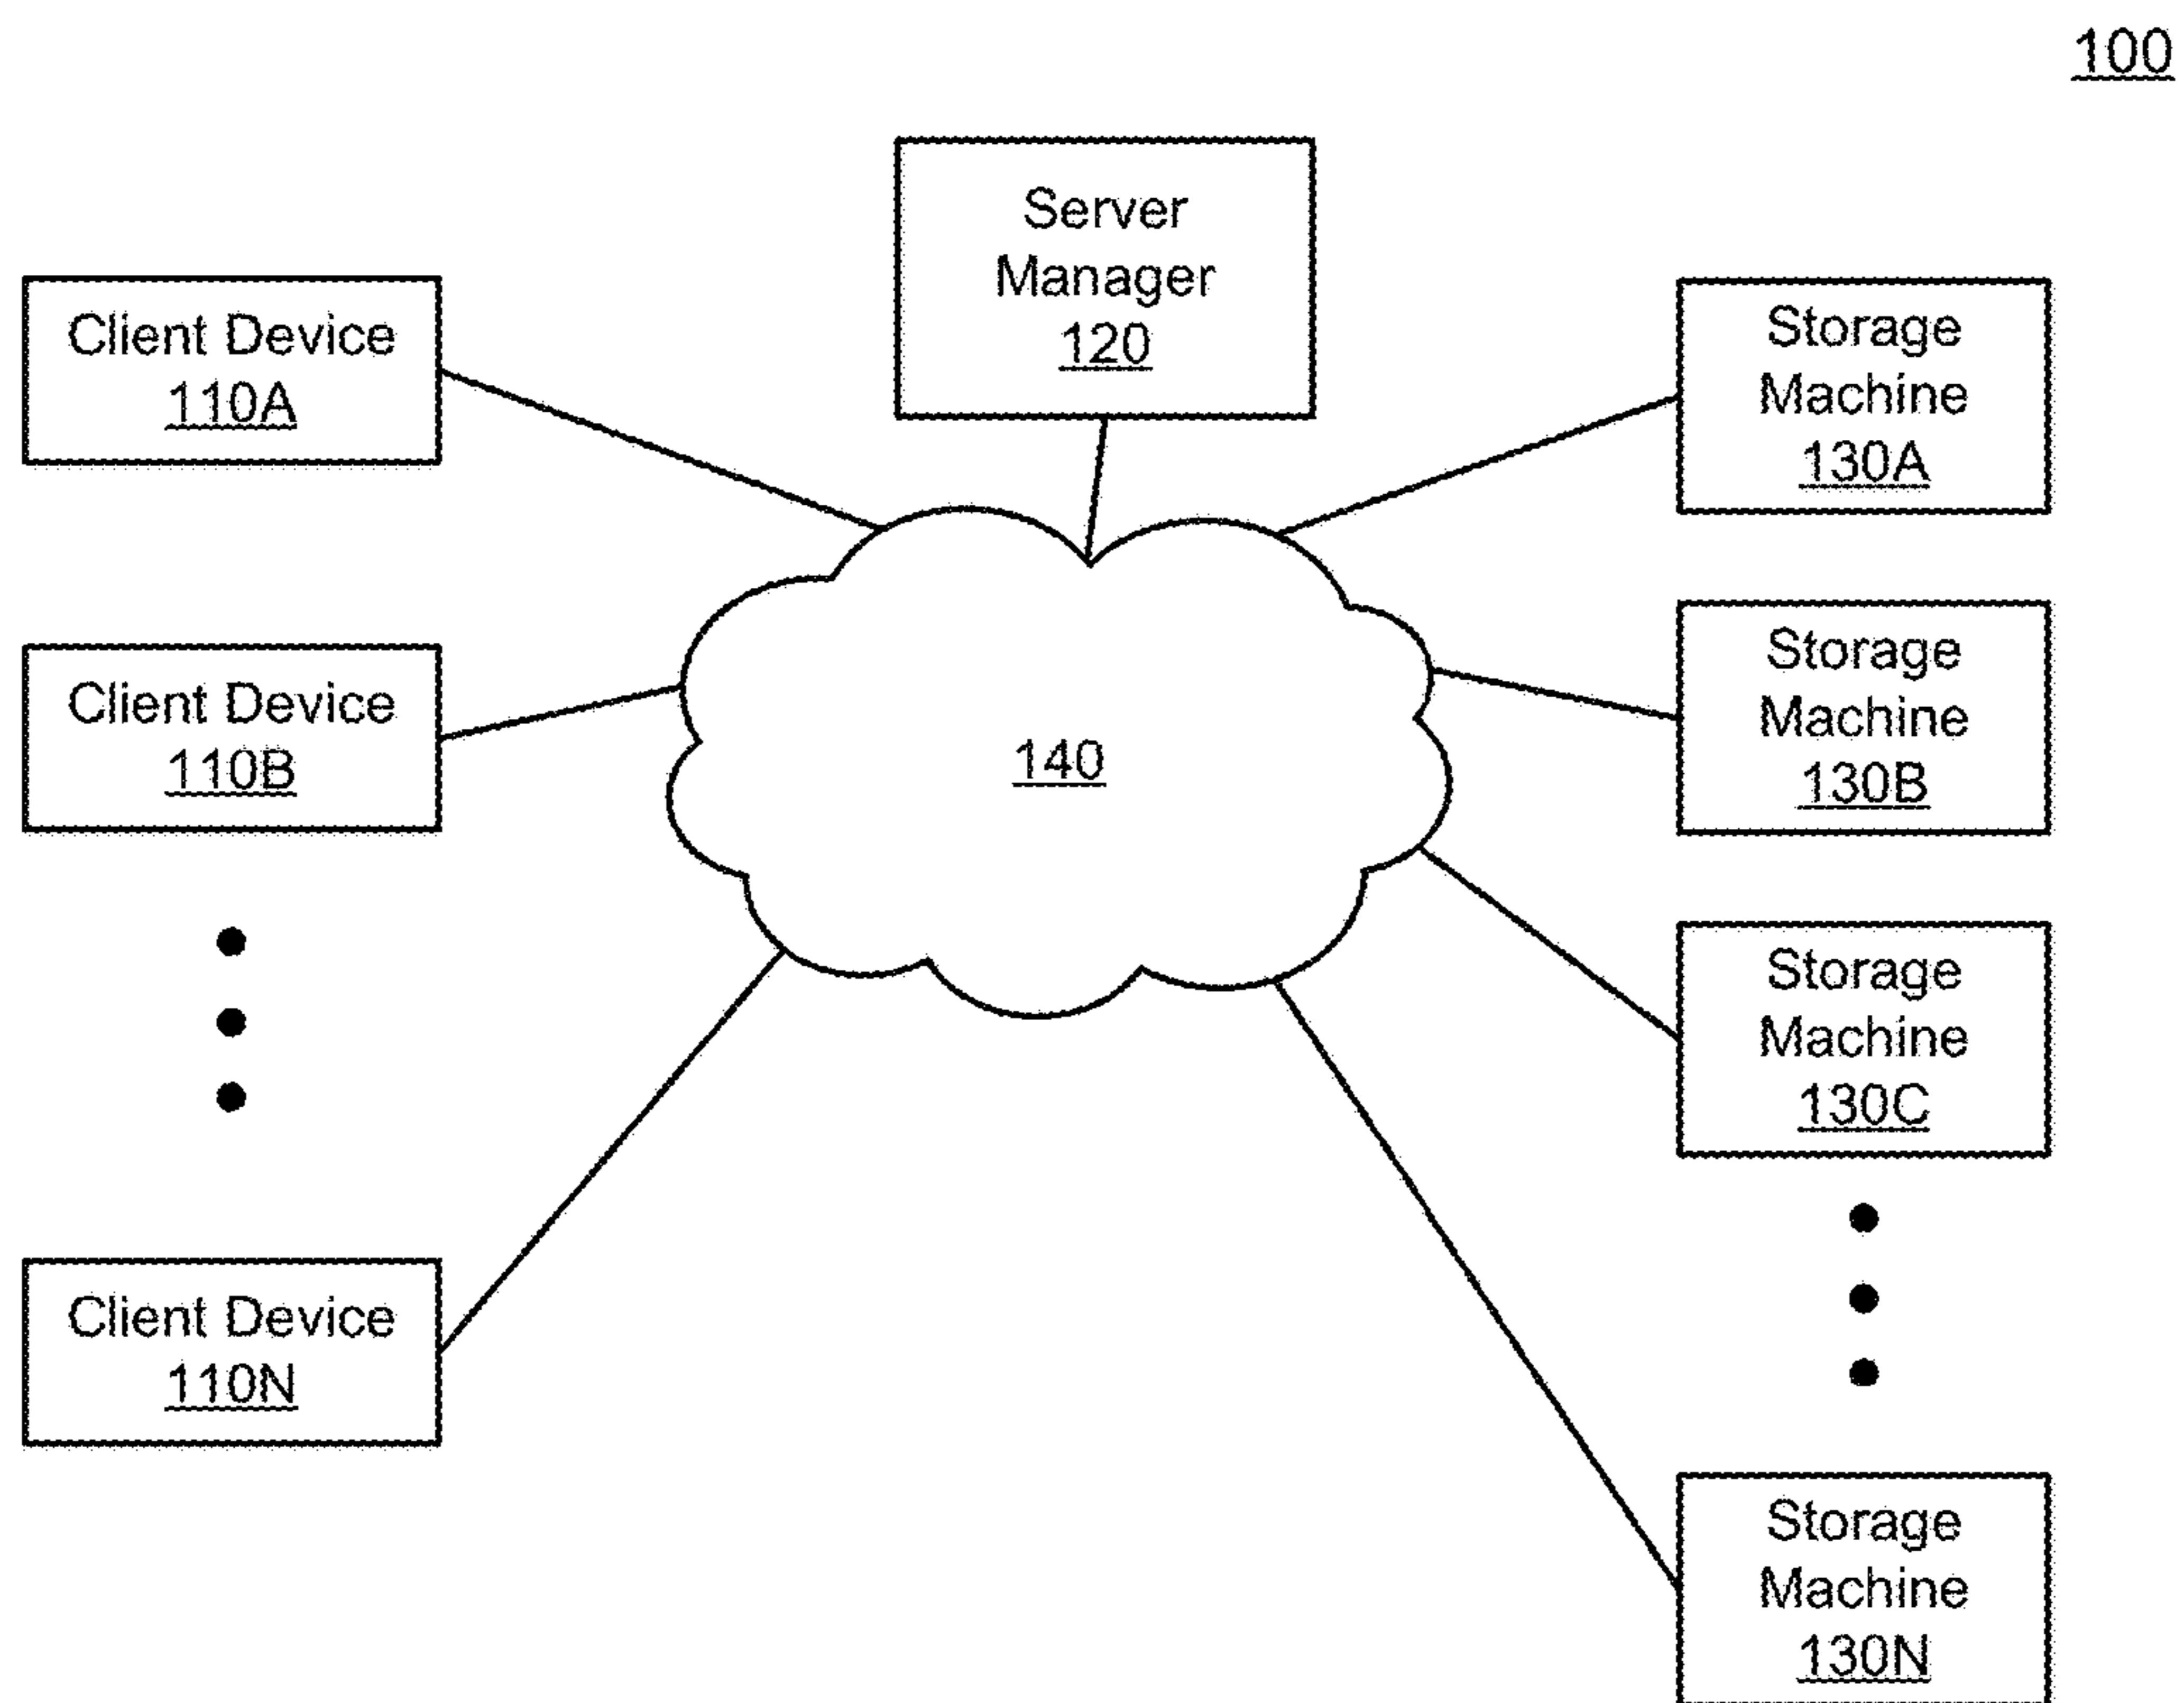 100
Server
Manager
120
Client Device
110A
Storage
Machine
130A
Client Device
110B
Storage
Machine
130B
140
Storage
Machine
130C
Client Device
110N
Storage
Machine
130N